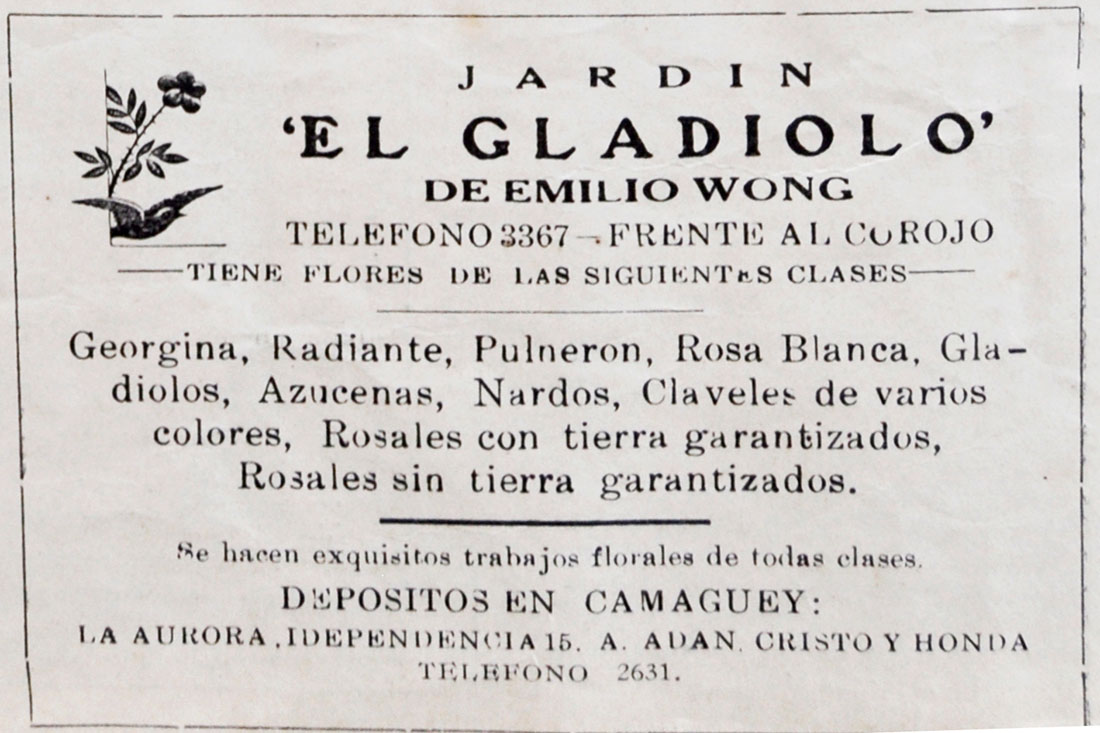 JARDIN
'EL GLADIOLO'
DE EMILIO WONG
TELEFONO 3367 - FRENTE AL COROJO
TIENE FLORES DE LAS SIGUIENTES CLASES
Georgina, Radiante, Pulneron, Rosa Blanca, Gla-
diolos, Azucenas, Nardos, Claveles de varios
colores, Rosales con tierra garantizados,
Rosales sin tierra garantizados.
Se hacen exquisitos trabajos florales de todas clases.
DEPOSITOS EN CAMAGUEY:
LA AURORA, IDEPENDENCIA 15. A. ADAN. CRISTO Y HONDA
TELEFONO 2631.